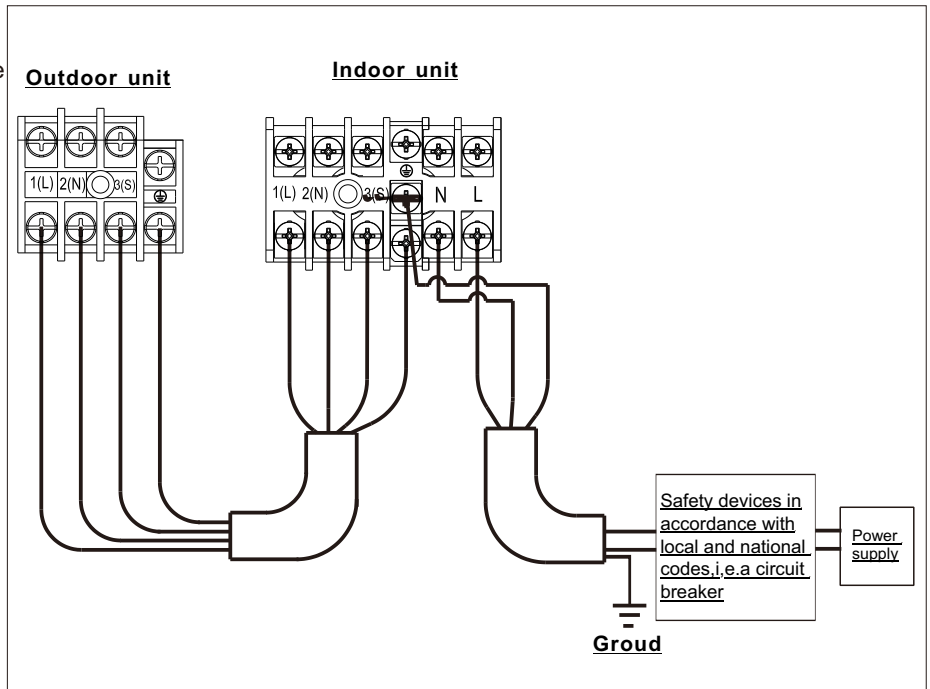 e
Outdoor unit
Indoor unit
1(L) 2(N) 3(S)
1(L) 2(N) 3(S) N L
Safety devices in
accordance with
local and national
codes,i,e.a circuit
breaker
Power
supply
Groud